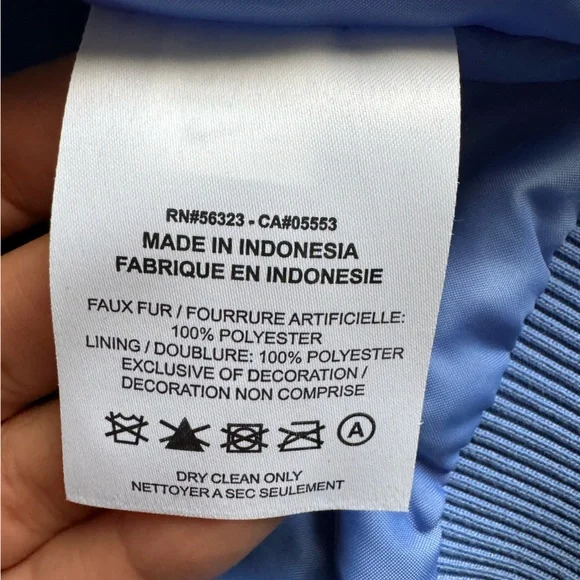 RN#56323 - CA#05553
MADE IN INDONESIA
FABRIQUE EN INDONESIE
FAUX FUR / FOURRURE ARTIFICIELLE:
100% POLYESTER
LINING / DOUBLURE: 100% POLYESTER
EXCLUSIVE OF DECORATION /
DECORATION NON COMPRISE
A
DRY CLEAN ONLY
NETTOYER A SEC SEULEMENT